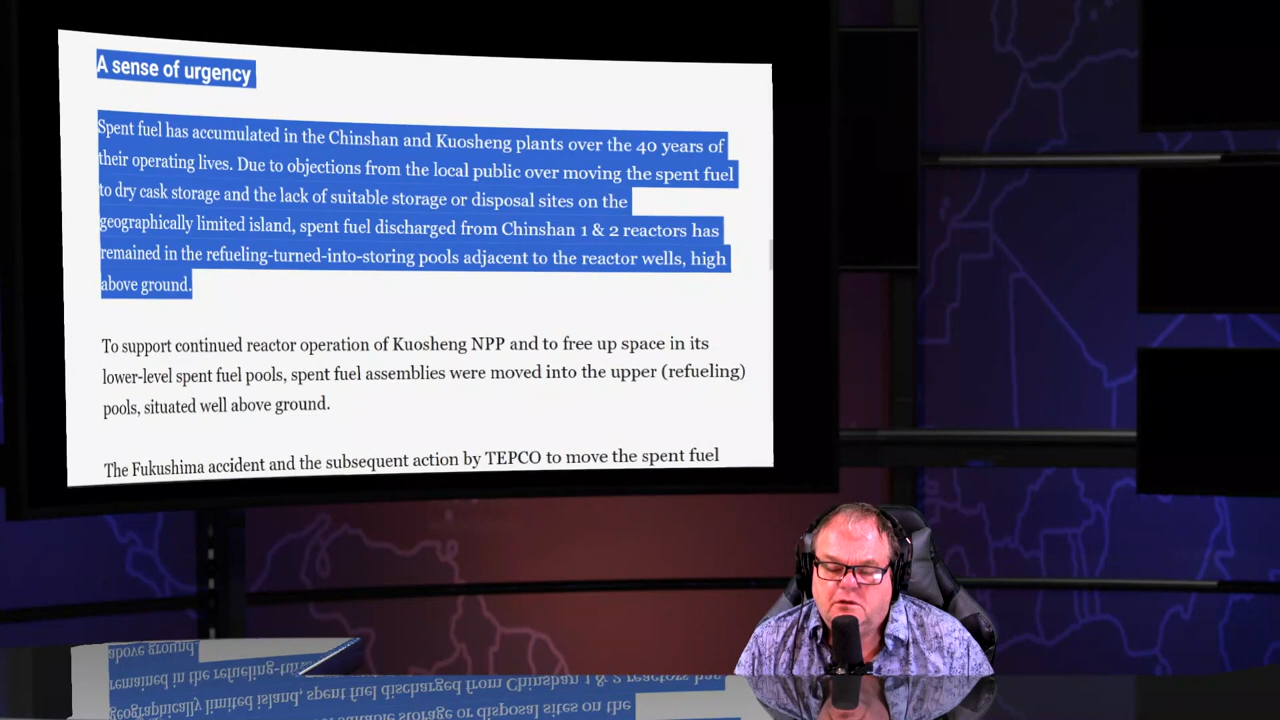 A sense of urgency
Spent fuel has accumulated in the Chinshan and Kuosheng plants over the 40 years of
their operating lives. Due to objections from the local public over moving the spent fuel
to dry cask storage and the lack of suitable storage or disposal sites on the
geographically limited island, spent fuel discharged from Chinshan 1 & 2 reactors has
remained in the refueling-turned-into-storing pools adjacent to the reactor wells, high
above ground.
To support continued reactor operation of Kuosheng NPP and to free up space in its
lower-level spent fuel pools, spent fuel assemblies were moved into the upper (refueling)
pools, situated well above ground.
The Fukushima accident and the subsequent action by TEPCO to move the spent fuel